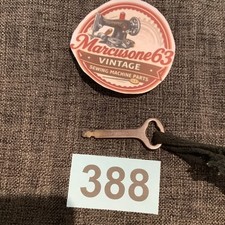 Marcusone63
VINTAGE
SEWING MACHINE PARTS
388